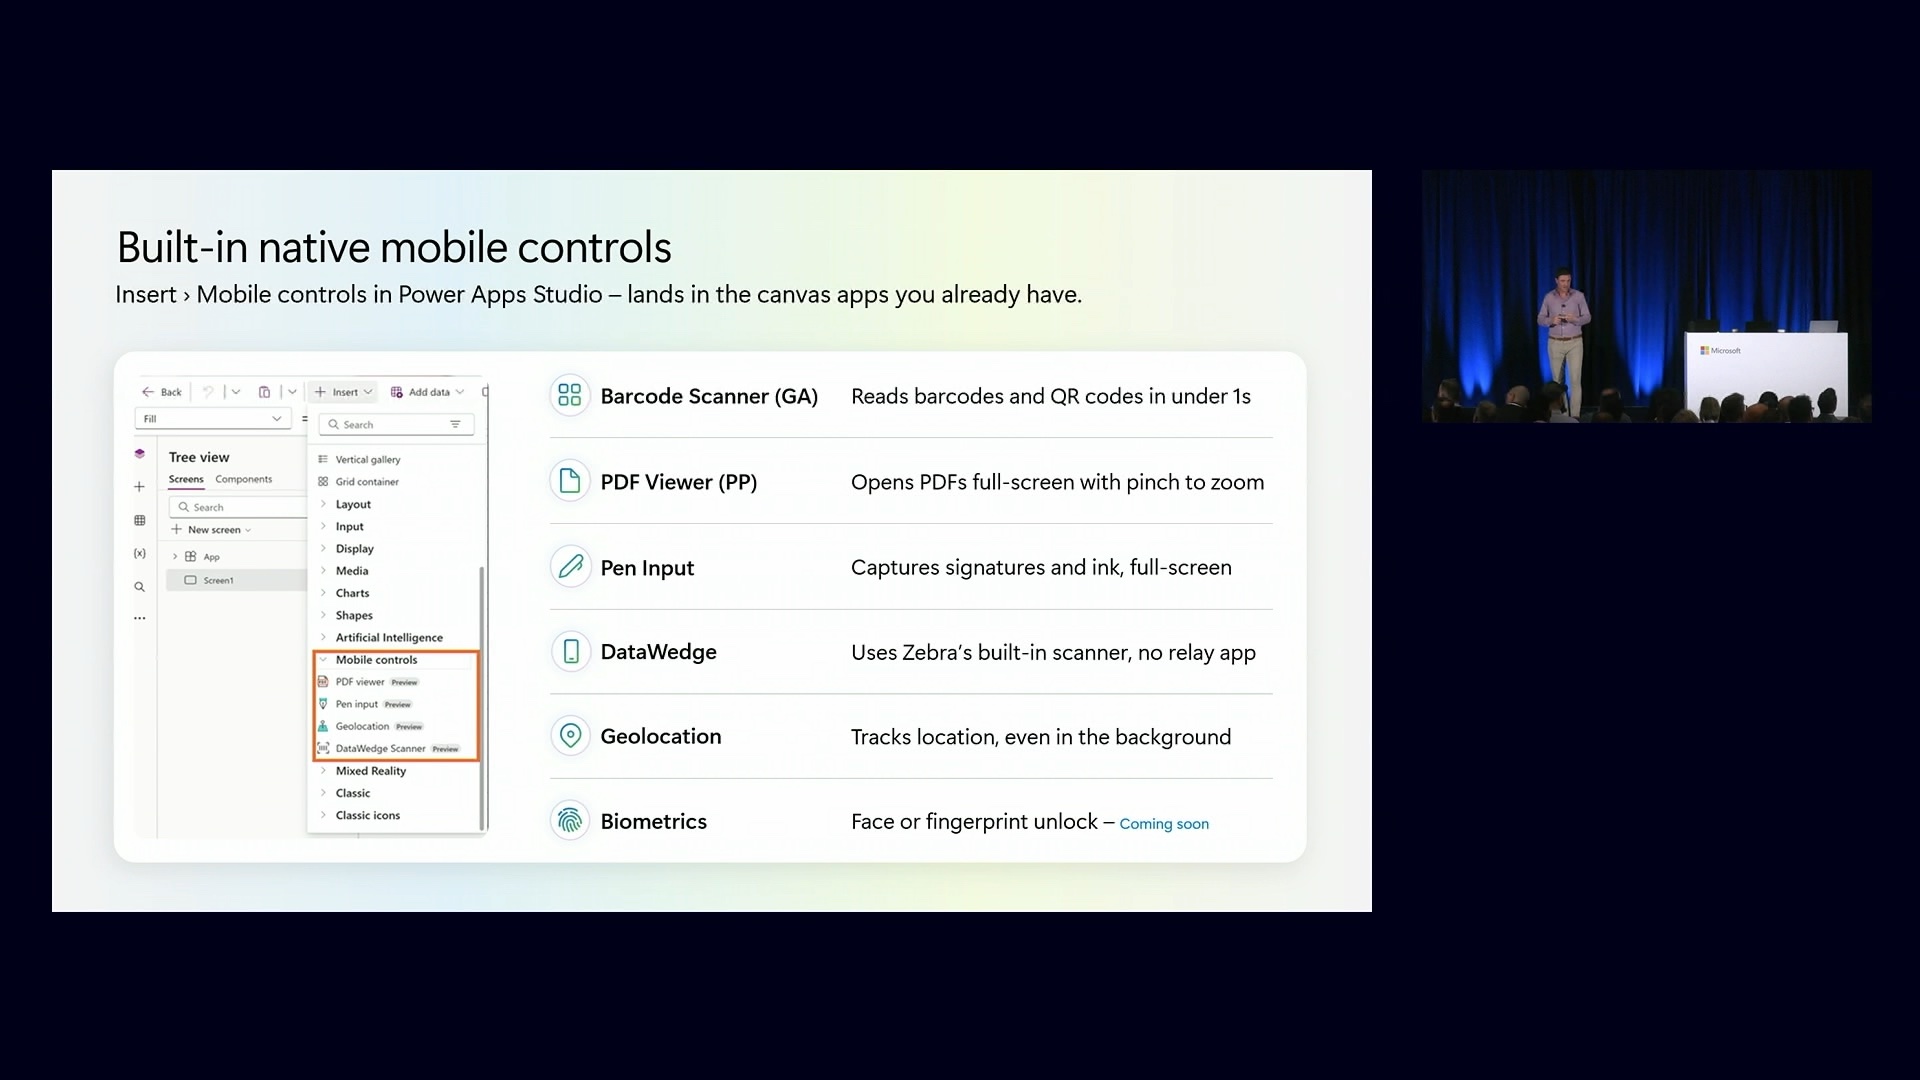 Built-in native mobile controls
Insert › Mobile controls in Power Apps Studio – lands in the canvas apps you already have.
Back
Insert
Add data
Fill
=
Search
Tree view
Screens Components
Search
New screen
App
Screen1
Vertical gallery
Grid container
Layout
Input
Display
Media
Charts
Shapes
Artificial Intelligence
Mobile controls
PDF viewer Preview
Pen input Preview
Geolocation Preview
DataWedge Scanner Preview
Mixed Reality
Classic
Classic icons
Barcode Scanner (GA) Reads barcodes and QR codes in under 1s
PDF Viewer (PP) Opens PDFs full-screen with pinch to zoom
Pen Input Captures signatures and ink, full-screen
DataWedge Uses Zebra’s built-in scanner, no relay app
Geolocation Tracks location, even in the background
Biometrics Face or fingerprint unlock – Coming soon
Microsoft